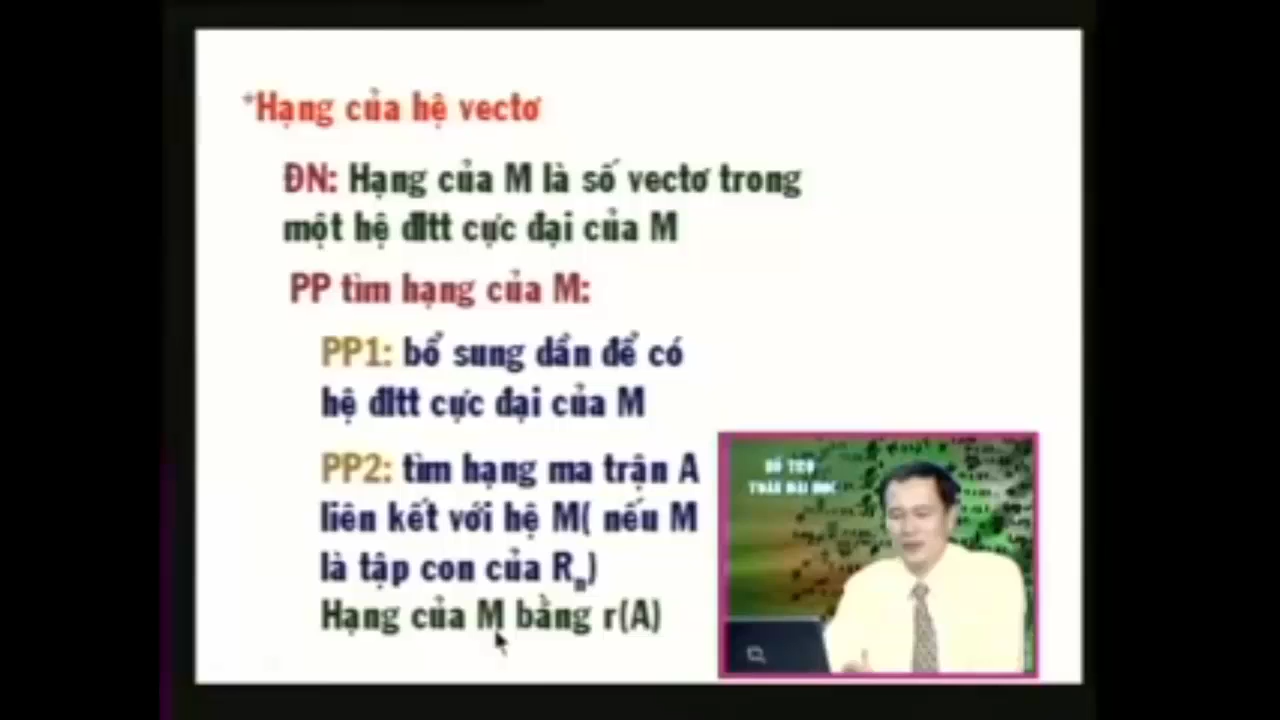 *Hạng của hệ vectơ
ĐN: Hạng của M là số vectơ trong
một hệ đltt cực đại của M
PP tìm hạng của M:
PP1: bổ sung dần để có
hệ đltt cực đại của M
PP2: tìm hạng ma trận A
liên kết với hệ M( nếu M
là tập con của Rn)
Hạng của M bằng r(A)